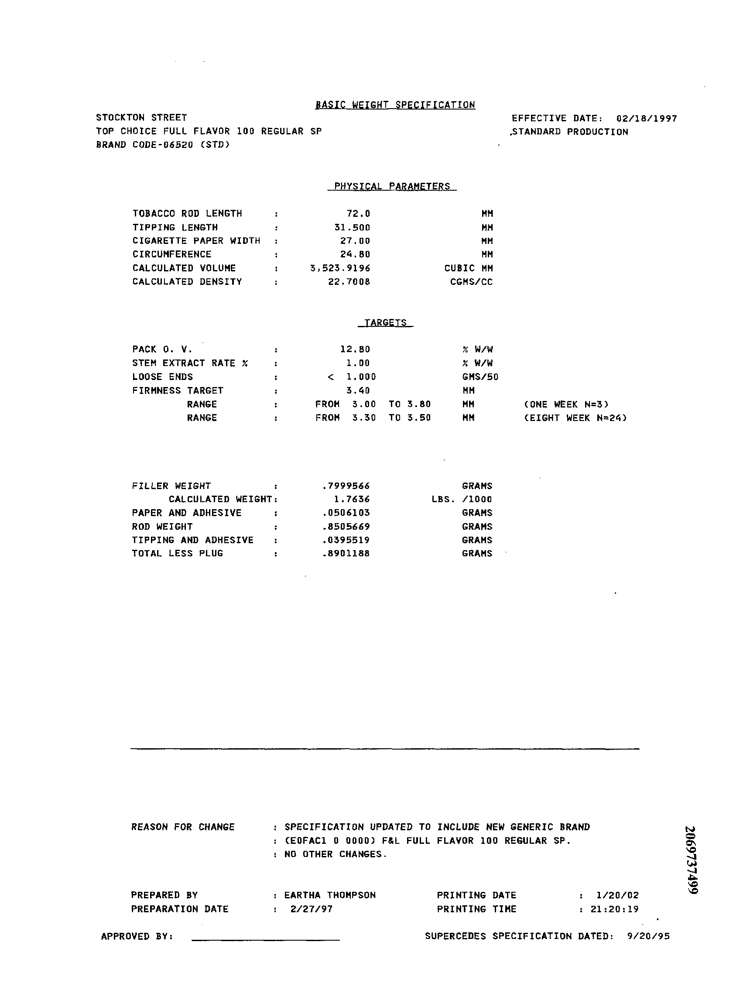 BASIC WEIGHT SPECIFICATION
STOCKTON STREET EFFECTIVE DATE: 02/18/1997
TOP CHOICE FULL FLAVOR 100 REGULAR SP .STANDARD PRODUCTION
BRAND CODE-06520 (STD)
PHYSICAL PARAMETERS
TOBACCO ROD LENGTH : 72.0 MM
TIPPING LENGTH : 31.500 MM
CIGARETTE PAPER WIDTH : 27.00 MM
CIRCUMFERENCE : 24.80 MM
CALCULATED VOLUME : 3,523.9196 CUBIC MM
CALCULATED DENSITY : 22.7008 CGMS/CC
TARGETS
PACK O. V. : 12.80 % W/W
STEM EXTRACT RATE % : 1.00 % W/W
LOOSE ENDS : < 1.000 GMS/50
FIRMNESS TARGET : 3.40 MM
RANGE : FROM 3.00 TO 3.80 MM (ONE WEEK N=3)
RANGE : FROM 3.30 TO 3.50 MM (EIGHT WEEK N=24)
FILLER WEIGHT : .7999566 GRAMS
CALCULATED WEIGHT: 1.7636 LBS. /1000
PAPER AND ADHESIVE : .0506103 GRAMS
ROD WEIGHT : .8505669 GRAMS
TIPPING AND ADHESIVE : .0395519 GRAMS
TOTAL LESS PLUG : .8901188 GRAMS
REASON FOR CHANGE : SPECIFICATION UPDATED TO INCLUDE NEW GENERIC BRAND
: (EOFAC1 0 0000) F&L FULL FLAVOR 100 REGULAR SP.
: NO OTHER CHANGES.
PREPARED BY : EARTHA THOMPSON PRINTING DATE : 1/20/02
PREPARATION DATE : 2/27/97 PRINTING TIME : 21:20:19
APPROVED BY: SUPERCEDES SPECIFICATION DATED: 9/20/95
2069737499